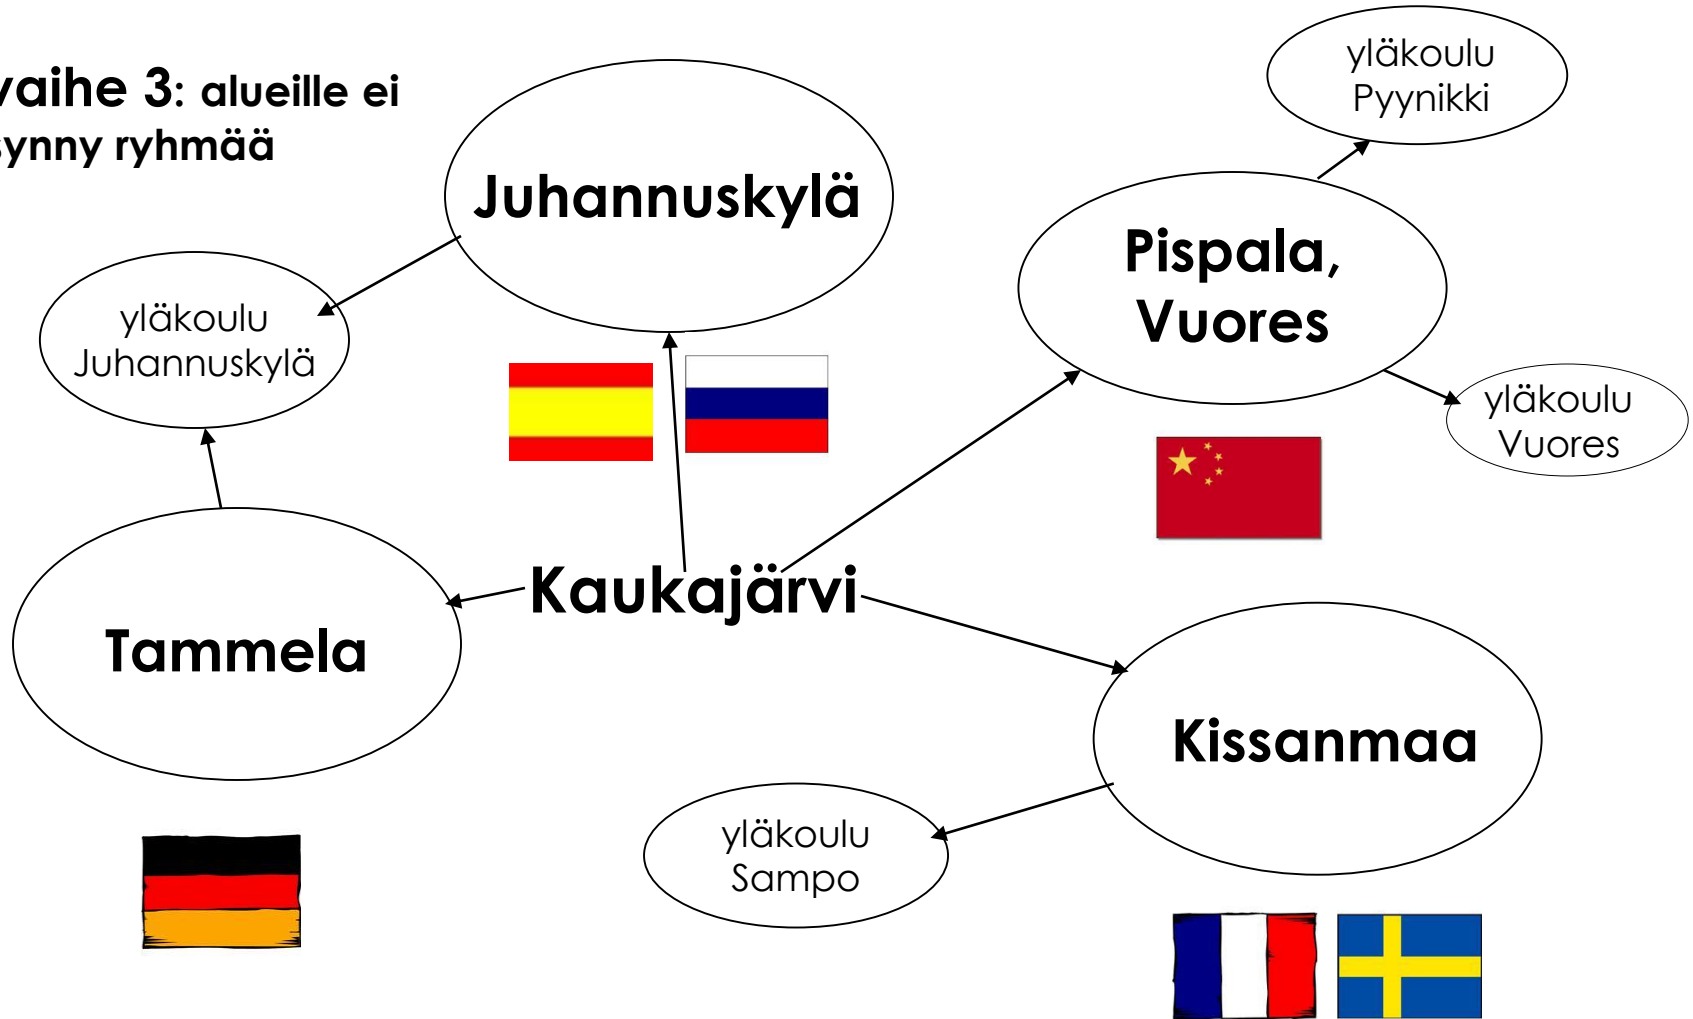 vaihe 3: alueille ei
synny ryhmää
yläkoulu
Pyynikki
Juhannuskylä
Pispala,
Vuores
yläkoulu
Juhannuskylä
yläkoulu
Vuores
Kaukajärvi
Tammela
Kissanmaa
yläkoulu
Sampo